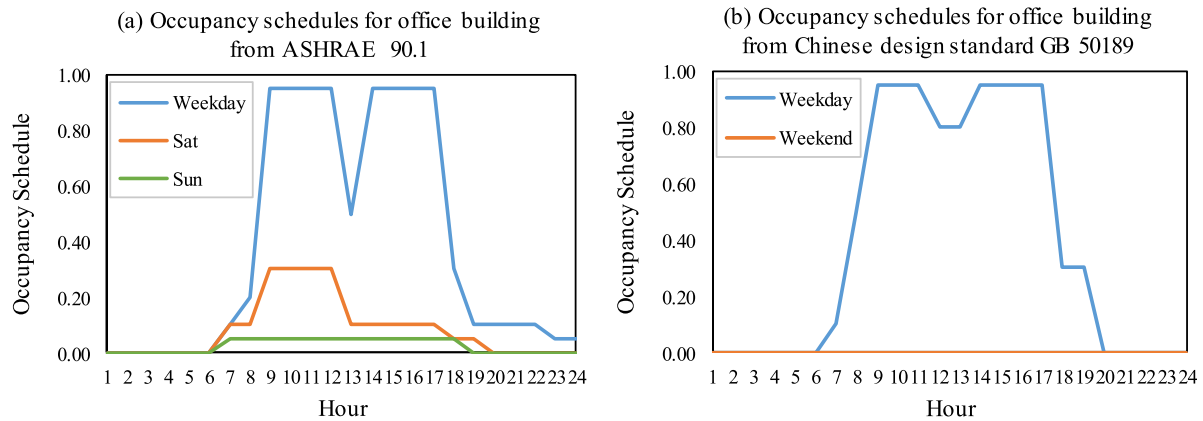 (a) Occupancy schedules for office building
from ASHRAE 90.1
Occupancy Schedule
1.00
0.80
0.60
0.40
0.20
0.00
Weekday
Sat
Sun
1 2 3 4 5 6 7 8 9 10 11 12 13 14 15 16 17 18 19 20 21 22 23 24
Hour
(b) Occupancy schedules for office building
from Chinese design standard GB 50189
Occupancy Schedule
1.00
0.80
0.60
0.40
0.20
0.00
Weekday
Weekend
1 2 3 4 5 6 7 8 9 10 11 12 13 14 15 16 17 18 19 20 21 22 23 24
Hour